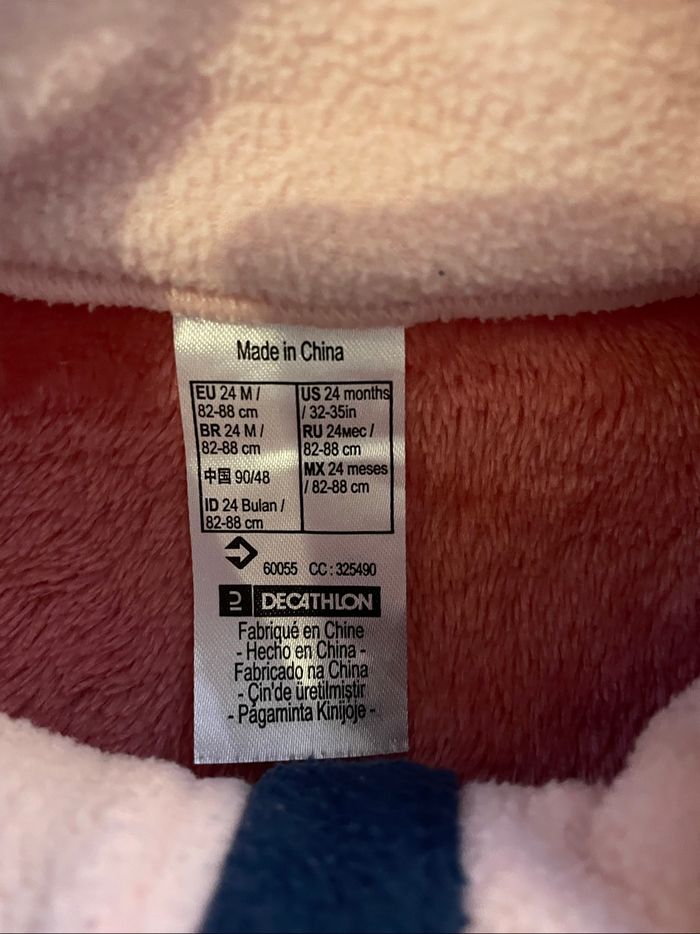 Made in China
EU 24 M /
82-88 cm
BR 24 M /
82-88 cm
中国 90/48
ID 24 Bulan /
82-88 cm
US 24 months
/ 32-35in
RU 24мес /
82-88 cm
MX 24 meses
/ 82-88 cm
60055 CC : 325490
DECATHLON
Fabriqué en Chine
- Hecho en China -
Fabricado na China
- Çin'de üretilmiştir
- Pagaminta Kinijoje -